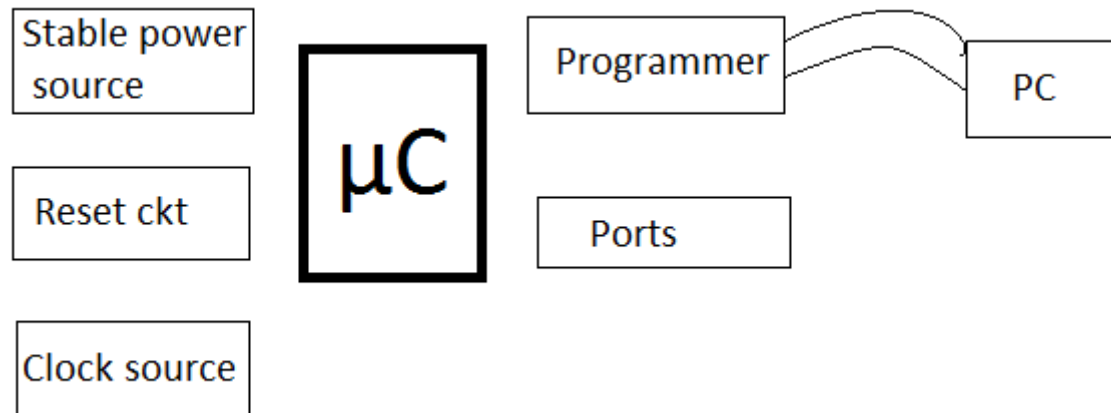 Stable power
source
Reset ckt
Clock source
µC
Programmer
Ports
PC